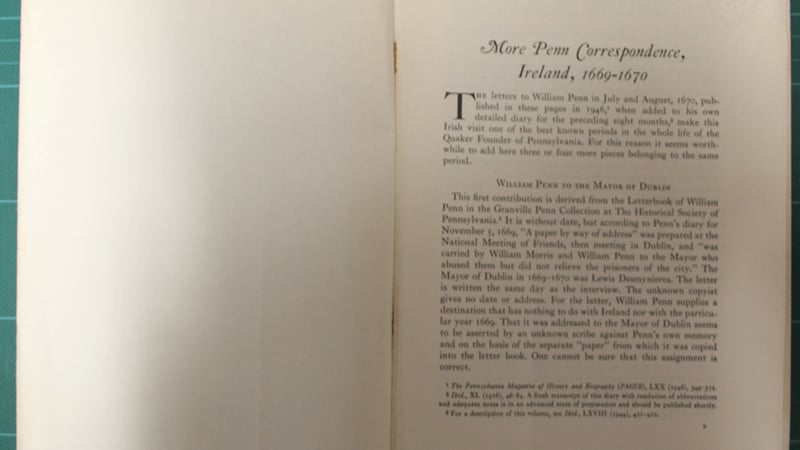 More Penn Correspondence,
Ireland, 1669-1670
THE letters to William Penn in July and August, 1670, pub-
lished in these pages in 1946,¹ when added to his own
detailed diary for the preceding eight months,² make this
Irish visit one of the best known periods in the whole life of the
Quaker Founder of Pennsylvania. For this reason it seems worth-
while to add here three or four more pieces belonging to the same
period.
WILLIAM PENN TO THE MAYOR OF DUBLIN
This first contribution is derived from the Letterbook of William
Penn in the Granville Penn Collection at The Historical Society of
Pennsylvania.³ It is without date, but according to Penn's diary for
November 5, 1669, "A paper by way of address" was prepared at the
National Meeting of Friends, then meeting in Dublin, and "was
carried by William Morris and William Penn to the Mayor who
abused them but did not relieve the prisoners of the city." The
Mayor of Dublin in 1669-1670 was Lewis Desmynieres. The letter
is written the same day as the interview. The unknown copyist
gives no date or address. For the latter, William Penn supplies a
destination that has nothing to do with Ireland nor with the particu-
lar year 1669. That it was addressed to the Mayor of Dublin seems
to be asserted by an unknown scribe against Penn's own memory
and on the basis of the separate "paper" from which it was copied
into the letter book. One cannot be sure that this assignment is
correct.
¹ The Pennsylvania Magazine of History and Biography (PMHB), LXX (1946),
² Ibid., XL (1916), 46-84. A fresh transcript of this diary with resolution of abbreviations
and adequate notes is in an advanced state of preparation and should be published shortly.
³ For a description of this volume, see Ibid., LXVIII (1944),
9